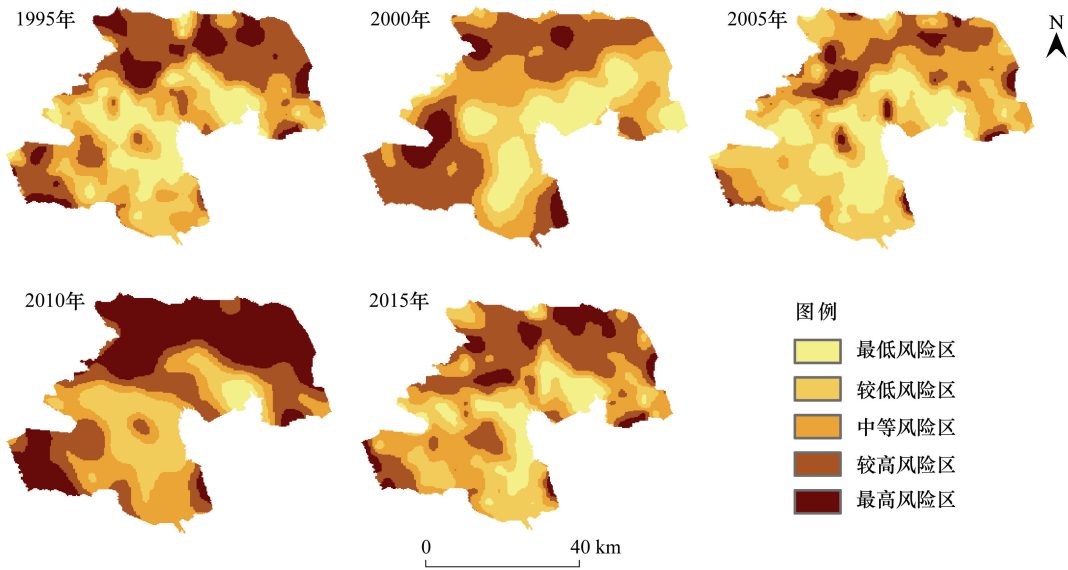 1995年
2000年
2005年
N
2010年
2015年
图例
最低风险区
较低风险区
中等风险区
较高风险区
最高风险区
0
40 km